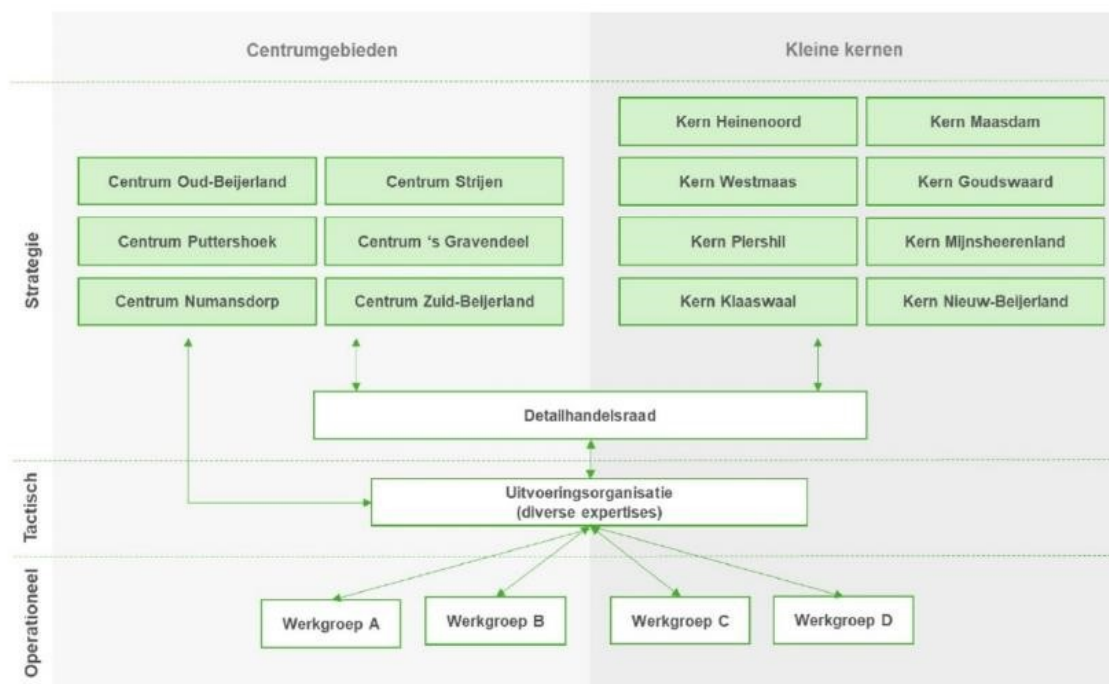 Centrumgebieden
Kleine kernen
Strategie
Centrum Oud-Beijerland
Centrum Strijen
Centrum Puttershoek
Centrum ‘s Gravendeel
Centrum Numansdorp
Centrum Zuid-Beijerland
Kern Heinenoord
Kern Maasdam
Kern Westmaas
Kern Goudswaard
Kern Piershil
Kern Mijnsheerenland
Kern Klaaswaal
Kern Nieuw-Beijerland
Detailhandelsraad
Tactisch
Uitvoeringsorganisatie
(diverse expertises)
Operationeel
Werkgroep A
Werkgroep B
Werkgroep C
Werkgroep D